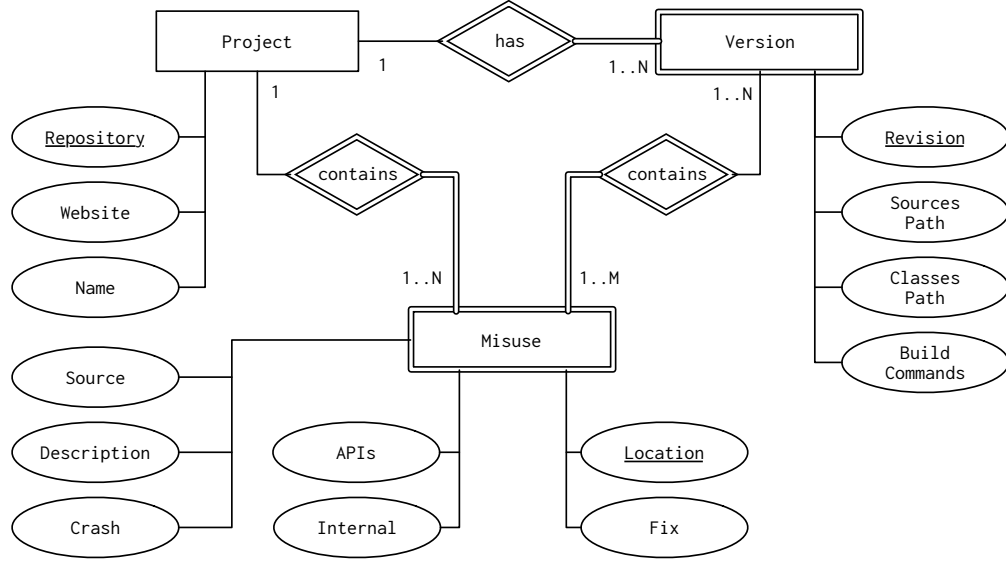 Project
has
Version
1
1..N
1
1..N
Repository
contains
contains
Revision
Website
Sources
Path
Name
1..N
1..M
Classes
Path
Misuse
Source
Build
Commands
Description
APIs
Location
Crash
Internal
Fix